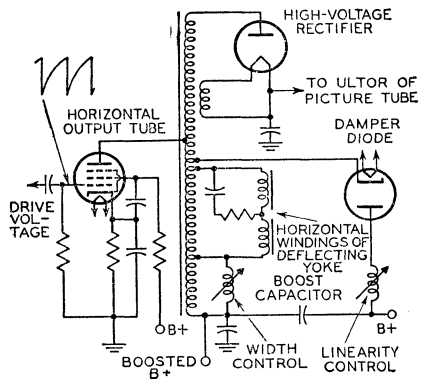 HIGH-VOLTAGE
RECTIFIER
TO ULTOR OF
PICTURE TUBE
HORIZONTAL
OUTPUT TUBE
DAMPER
DIODE
DRIVE
VOL-
TAGE
HORIZONTAL
WINDINGS OF
DEFLECTING
YOKE
BOOST
CAPACITOR
B+
B+
BOOSTED
B+
WIDTH
CONTROL
LINEARITY
CONTROL